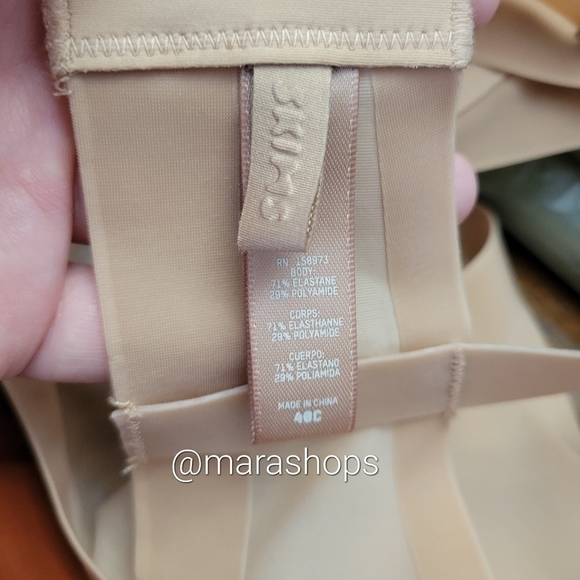 SKIMS
RN: 158973
BODY:
71% ELASTANE
29% POLYAMIDE
CORPS:
71% ELASTHANNE
29% POLYAMIDE
CUERPO:
71% ELASTANO
29% POLIAMIDA
MADE IN CHINA
40C
@marashops